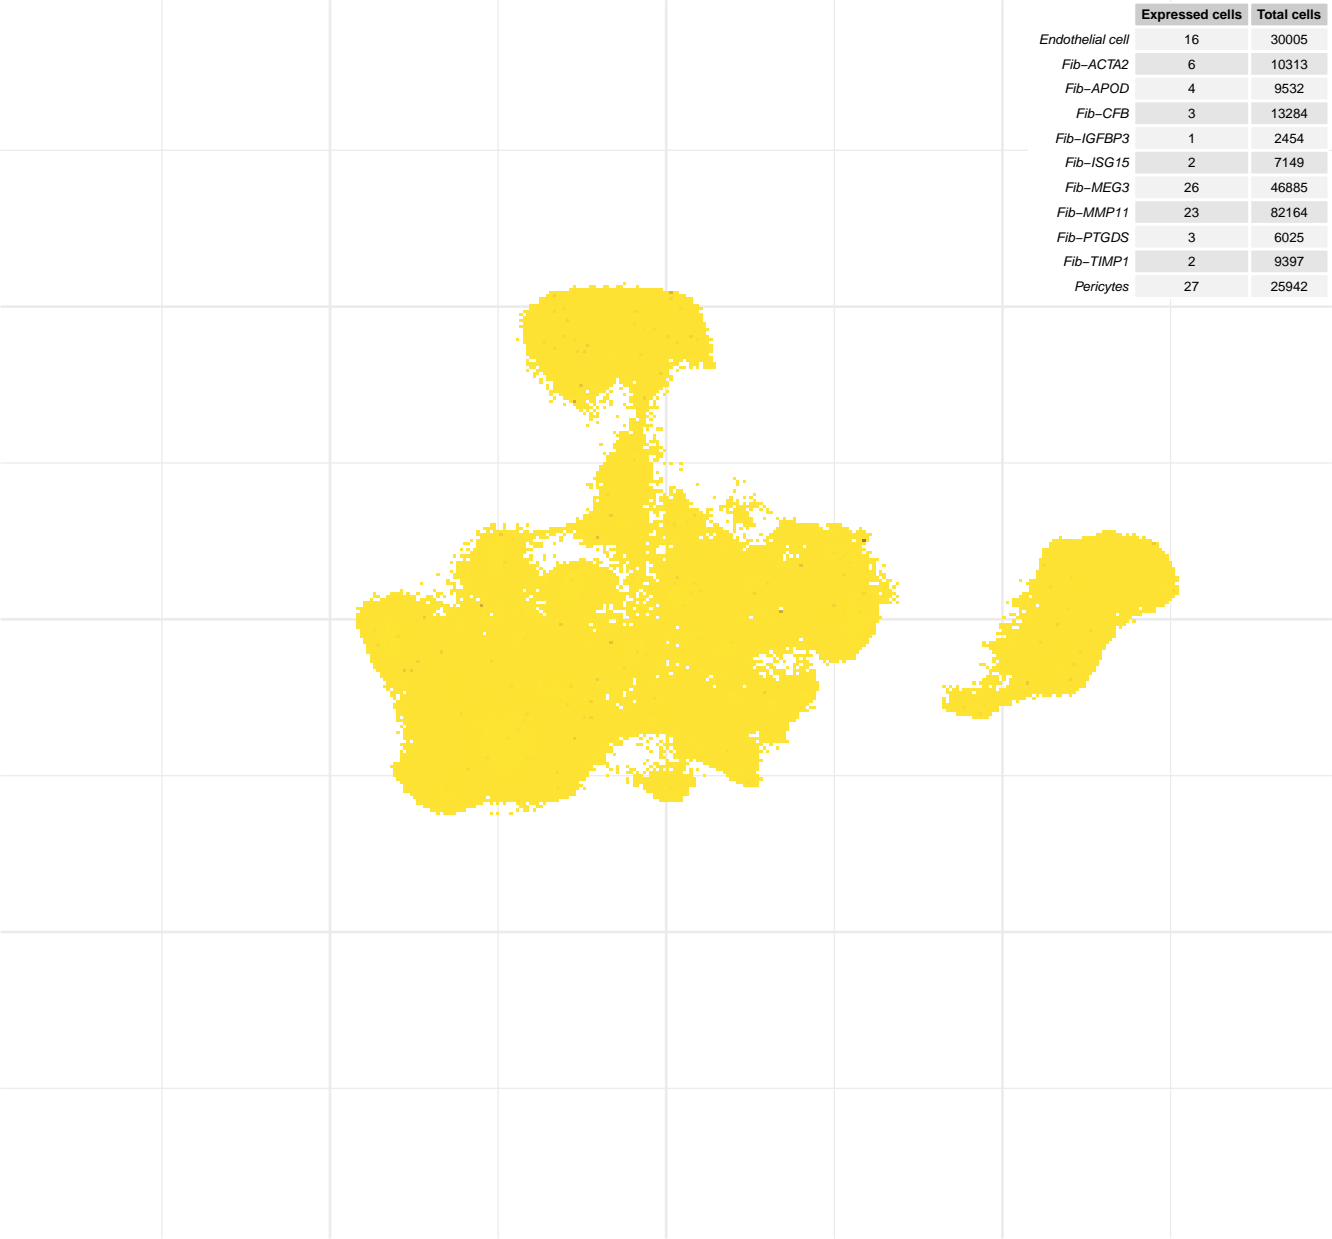 Expressed cells Total cells
Endothelial cell 16 30005
Fib−ACTA2 6 10313
Fib−APOD 4 9532
Fib−CFB 3 13284
Fib−IGFBP3 1 2454
Fib−ISG15 2 7149
Fib−MEG3 26 46885
Fib−MMP11 23 82164
Fib−PTGDS 3 6025
Fib−TIMP1 2 9397
Pericytes 27 25942